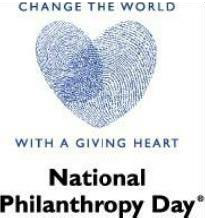 CHANGE THE WORLD
WITH A GIVING HEART
National
Philanthropy Day®